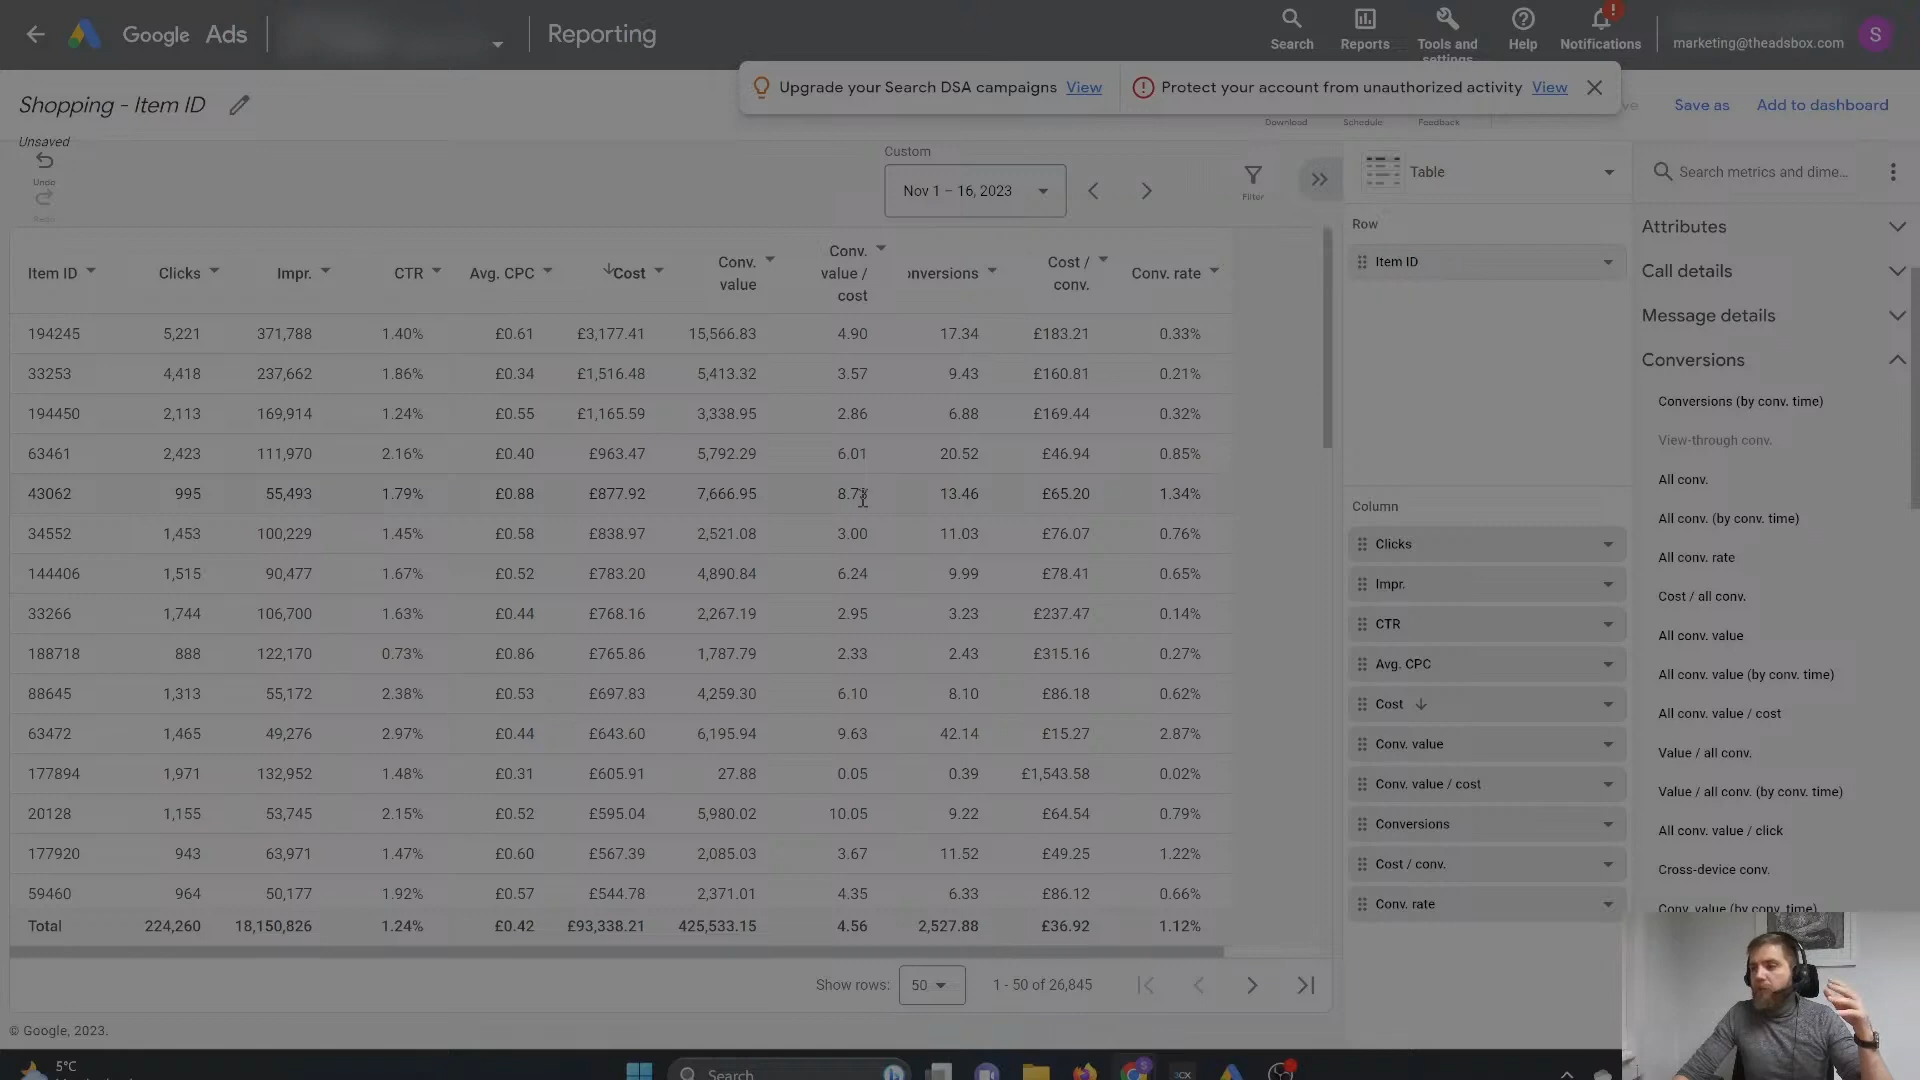 Google Ads
Reporting
Search
Reports
Tools and settings
Help
Notifications
!
marketing@theadsbox.com
S
Shopping - Item ID
Upgrade your Search DSA campaigns View
Protect your account from unauthorized activity View
Save as
Add to dashboard
Download
Schedule
Feedback
Unsaved
Undo
Redo
Custom
Nov 1 – 16, 2023
Filter
Table
Search metrics and dime...
Item ID Clicks Impr. CTR Avg. CPC Cost Conv. value Conv. value / cost onversions Cost / conv. Conv. rate
194245 5,221 371,788 1.40% £0.61 £3,177.41 15,566.83 4.90 17.34 £183.21 0.33%
33253 4,418 237,662 1.86% £0.34 £1,516.48 5,413.32 3.57 9.43 £160.81 0.21%
194450 2,113 169,914 1.24% £0.55 £1,165.59 3,338.95 2.86 6.88 £169.44 0.32%
63461 2,423 111,970 2.16% £0.40 £963.47 5,792.29 6.01 20.52 £46.94 0.85%
43062 995 55,493 1.79% £0.88 £877.92 7,666.95 8.73 13.46 £65.20 1.34%
34552 1,453 100,229 1.45% £0.58 £838.97 2,521.08 3.00 11.03 £76.07 0.76%
144406 1,515 90,477 1.67% £0.52 £783.20 4,890.84 6.24 9.99 £78.41 0.65%
33266 1,744 106,700 1.63% £0.44 £768.16 2,267.19 2.95 3.23 £237.47 0.14%
188718 888 122,170 0.73% £0.86 £765.86 1,787.79 2.33 2.43 £315.16 0.27%
88645 1,313 55,172 2.38% £0.53 £697.83 4,259.30 6.10 8.10 £86.18 0.62%
63472 1,465 49,276 2.97% £0.44 £643.60 6,195.94 9.63 42.14 £15.27 2.87%
177894 1,971 132,952 1.48% £0.31 £605.91 27.88 0.05 0.39 £1,543.58 0.02%
20128 1,155 53,745 2.15% £0.52 £595.04 5,980.02 10.05 9.22 £64.54 0.79%
177920 943 63,971 1.47% £0.60 £567.39 2,085.03 3.67 11.52 £49.25 1.22%
59460 964 50,177 1.92% £0.57 £544.78 2,371.01 4.35 6.33 £86.12 0.66%
Total 224,260 18,150,826 1.24% £0.42 £93,338.21 425,533.15 4.56 2,527.88 £36.92 1.12%
Show rows: 50 1 - 50 of 26,845
Row
Item ID
Column
Clicks
Impr.
CTR
Avg. CPC
Cost
Conv. value
Conv. value / cost
Conversions
Cost / conv.
Conv. rate
Attributes
Call details
Message details
Conversions
Conversions (by conv. time)
View-through conv.
All conv.
All conv. (by conv. time)
All conv. rate
Cost / all conv.
All conv. value
All conv. value (by conv. time)
All conv. value / cost
Value / all conv.
Value / all conv. (by conv. time)
All conv. value / click
Cross-device conv.
Conv. value (by conv. time)
© Google, 2023.
5°C
Search